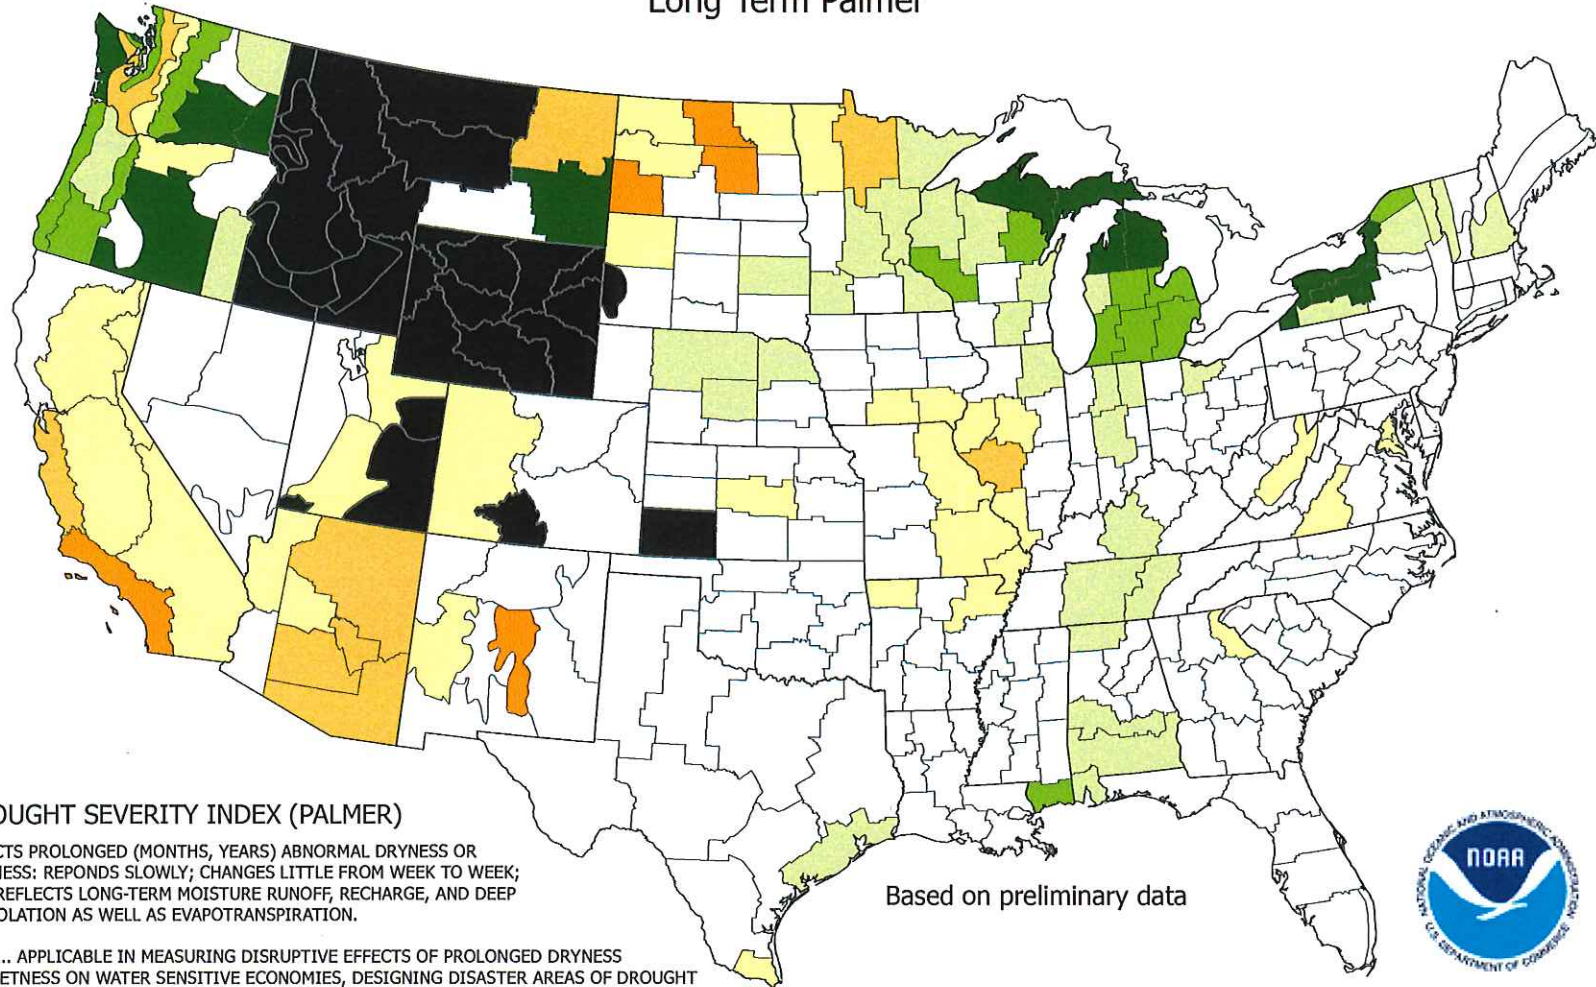 Long Term Palmer
OUGHT SEVERITY INDEX (PALMER)
CTS PROLONGED (MONTHS, YEARS) ABNORMAL DRYNESS OR
NESS: REPONDS SLOWLY; CHANGES LITTLE FROM WEEK TO WEEK;
REFLECTS LONG-TERM MOISTURE RUNOFF, RECHARGE, AND DEEP
OLATION AS WELL AS EVAPOTRANSPIRATION.
... APPLICABLE IN MEASURING DISRUPTIVE EFFECTS OF PROLONGED DRYNESS
ETNESS ON WATER SENSITIVE ECONOMIES, DESIGNING DISASTER AREAS OF DROUGHT
Based on preliminary data
NATIONAL OCEANIC AND ATMOSPHERIC ADMINISTRATION
NOAA
U.S. DEPARTMENT OF COMMERCE